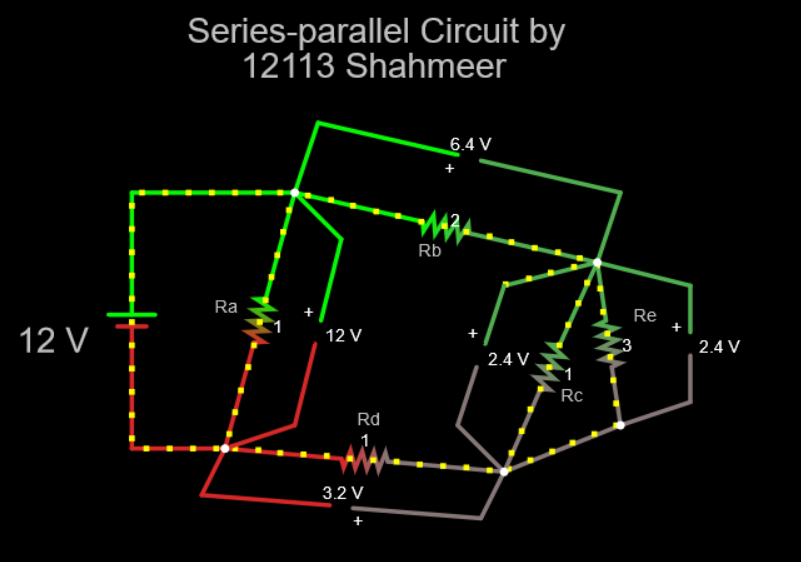 Series-parallel Circuit by
12113 Shahmeer
6.4 V
+
2
Rb
Ra
1
+
12 V
12 V
+
2.4 V
1
Rc
Re
3
+
2.4 V
Rd
1
3.2 V
+